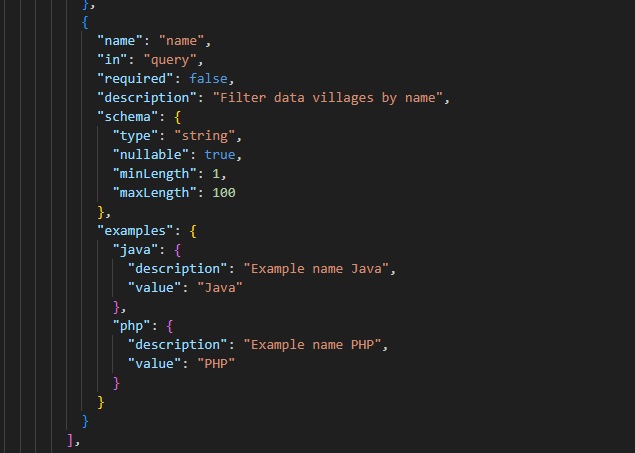 },
{
"name": "name",
"in": "query",
"required": false,
"description": "Filter data villages by name",
"schema": {
"type": "string",
"nullable": true,
"minLength": 1,
"maxLength": 100
},
"examples": {
"java": {
"description": "Example name Java",
"value": "Java"
},
"php": {
"description": "Example name PHP",
"value": "PHP"
}
}
}
],